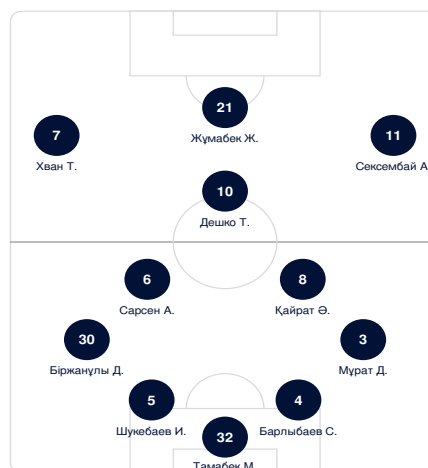 21
Жұмабек Ж.
7
Хван Т.
11
Сексембай А
10
Дешко Т.
6
Сарсен А.
8
Қайрат Ә.
30
Біржанұлы Д.
3
Мұрат Д.
5
Шукебаев И.
4
Барлыбаев С.
32
Тамабек М